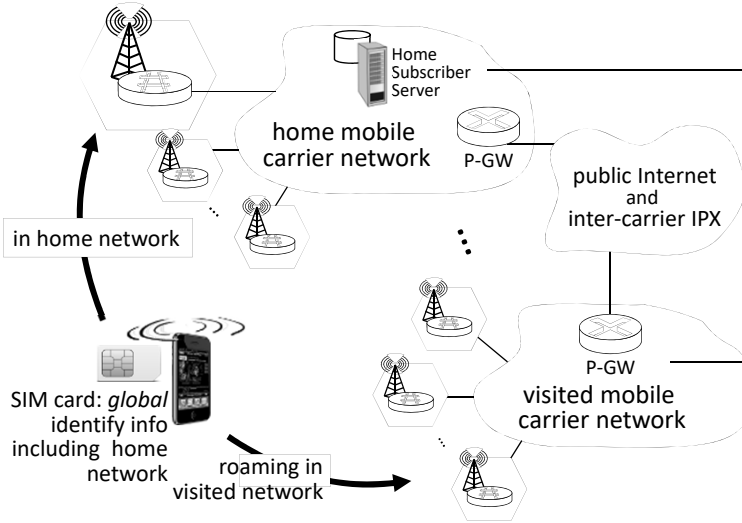 Home
Subscriber
Server
home mobile
carrier network
P-GW
public Internet
and
inter-carrier IPX
in home network
P-GW
visited mobile
carrier network
SIM card: global
identify info
including home
network
roaming in
visited network